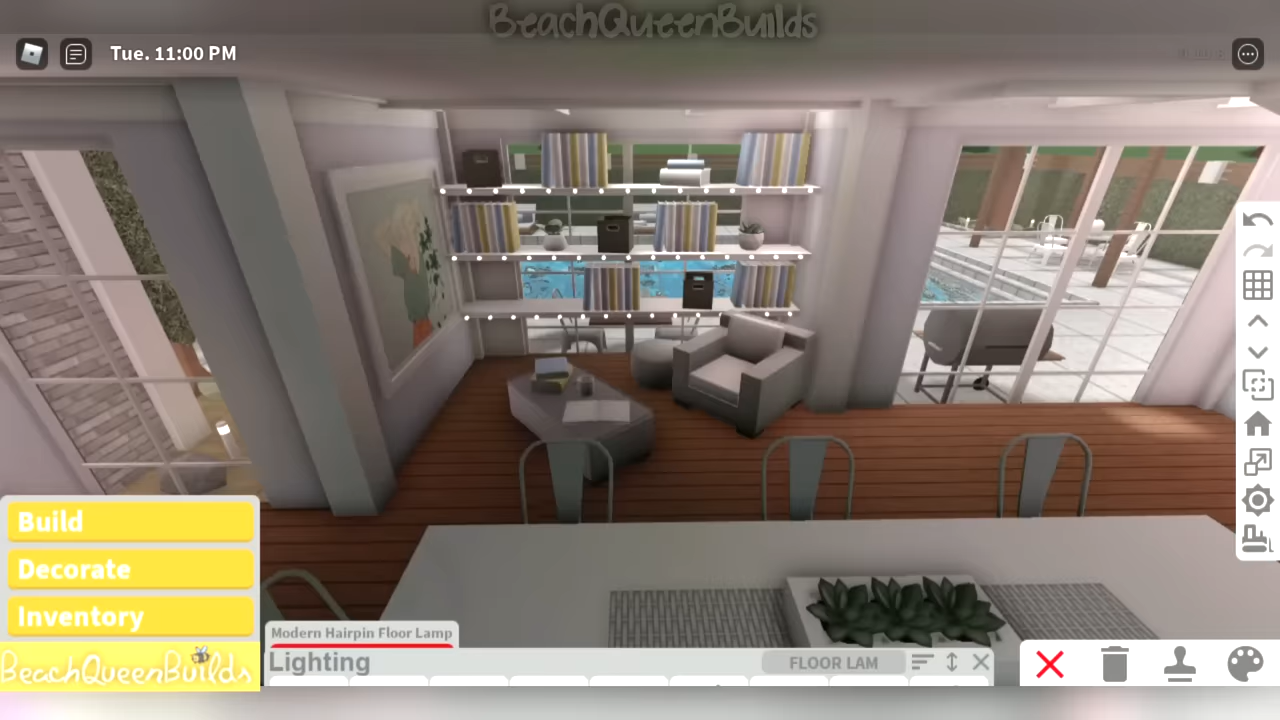 BeachQueenBuilds
Tue. 11:00 PM
Build
Decorate
Inventory
BeachQueenBuilds
Modern Hairpin Floor Lamp
Lighting
FLOOR LAM